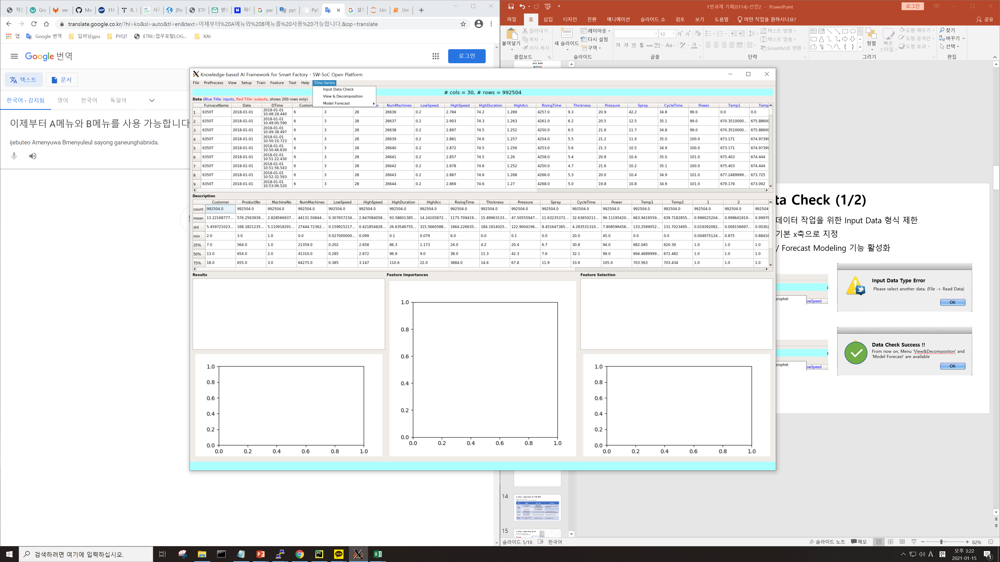 Gra
sw-
Ma
318
R, F
시기
[Pa
ETR
받은
파이
par
pyt
PyC
설정
Unt
Unt
translate.google.co.kr/?hl=ko&sl=auto&tl=en&text=이제부터%20A메뉴와%20B메뉴를%20사용%20가능합니다.&op=translate
앱 Google 번역 딥러닝gpu PYQT ETRI:::업무포탈LOG... XAI
Google 번역
로그인
텍스트 문서
한국어 - 감지됨 영어 한국어 독일어
이제부터 A메뉴와 B메뉴를 사용 가능합니다
ijebuteo Amenyuwa Bmenyuleul sayong ganeunghabnida.
1번과제 기획(0114)-선민2 - PowerPoint
로그인
파일 홈 삽입 디자인 전환 애니메이션 슬라이드 쇼 검토 보기 도움말 어떤 작업을 원하시나요? 공유
붙여넣기 잘라내기 복사 서식 복사 클립보드
새 슬라이드 레이아웃 다시 설정 구역 슬라이드
10 글꼴
텍스트 방향 텍스트 맞춤 SmartArt로 변환 단락
정렬 빠른 스타일 도형 채우기 도형 윤곽선 도형 효과 그리기
찾기 바꾸기 선택 편집
Knowledge-based AI Framework for Smart Factory - SW-SoC Open Platform
File PreProcess View Setup Train Feature Test Help TIme Series
Input Data Check
VIew & Decomposition
Model Forecast
# cols = 30, # rows = 992504
Data (Blue Title: inputs, Red Title: outputs, shows 200 rows only)
FurnaceName Date DTime Custom o NumMachines LowSpeed HighSpeed HighDuration HighAcc RisingTime Thickness Pressure Spray CycleTime Power Temp1 Temp
1 6350T 2018-01-01 2018-01-01 10:48:28.440 6 3 28 26636 0.2 2.784 74.2 1.289 4257.0 9.3 20.9 42.2 34.8 99.0 0.0 0.0
2 6350T 2018-01-01 2018-01-01 10:49:00.590 6 3 28 26637 0.2 2.903 74.3 1.263 4261.0 6.2 20.5 12.5 35.1 99.0 670.3510000... 675.88600
3 6350T 2018-01-01 2018-01-01 10:49:38.497 6 3 28 26638 0.2 2.897 74.5 1.252 4250.0 6.5 21.6 11.7 34.8 99.0 670.3510000... 675.88600
4 6350T 2018-01-01 2018-01-01 10:50:10.723 6 3 28 26639 0.2 2.881 74.6 1.257 4254.0 5.5 21.2 11.0 35.0 100.0 673.171 674.97399
5 6350T 2018-01-01 2018-01-01 10:50:46.630 6 3 28 26640 0.2 2.872 74.5 1.256 4253.0 5.6 21.3 10.5 34.9 100.0 673.171 674.97399
6 6350T 2018-01-01 2018-01-01 10:51:22.430 6 3 28 26641 0.2 2.857 74.5 1.26 4258.0 5.4 20.8 10.4 35.0 101.0 675.403 674.444
7 6350T 2018-01-01 2018-01-01 10:51:56.543 6 3 28 26642 0.2 2.878 74.6 1.252 4250.0 4.7 21.6 10.2 35.1 100.0 675.403 674.444
8 6350T 2018-01-01 2018-01-01 10:52:32.593 6 3 28 26643 0.2 2.887 74.6 1.268 4266.0 5.3 20.0 10.4 34.9 101.0 677.2489999... 673.725
9 6350T 2018-01-01 2018-01-01 10:53:06.520 6 3 28 26644 0.2 2.869 74.6 1.27 4268.0 5.0 19.8 10.8 34.9 101.0 679.178 673.092
Description
Customer ProductNo MachineNo NumMachines LowSpeed HighSpeed HighDuration HighAcc RisingTime Thickness Pressure Spray CycleTime Power Temp1 Temp2 1 2
count 992504.0 992504.0 992504.0 992504.0 992504.0 992504.0 992504.0 992504.0 992504.0 992504.0 992504.0 992504.0 992504.0 992504.0 992504.0 992504.0 992504.0 992504.0 992504
mean 13.22168777... 576.2563939... 2.828566937... 44131.50844... 0.307657234... 2.847084058... 93.58601385... 14.24105872... 1175.709419... 15.89963133... 47.50555947... 11.63235372... 32.63650211... 99.11195420... 663.9419559... 639.7182855... 0.996025204... 0.998641819... 0.99978
std 5.459721023... 168.1821235... 5.110918291... 27444.72362... 0.159915217... 0.421854828... 26.63546755... 315.5660588... 1864.226635... 184.1914025... 122.9004196... 8.451647365... 4.283531310... 7.808596456... 133.2589052... 131.7023495... 0.019392082... 0.006156697... 0.00302
min 2.0 3.0 1.0 0.0 0.027000000... 0.099 0.1 0.079 6.0 0.0 0.1 0.0 20.0 45.0 0.0 0.0 0.004975124... 0.875 0.88416
25% 7.0 564.0 1.0 21359.0 0.202 2.658 86.3 1.173 24.0 4.2 20.4 6.7 30.8 94.0 682.045 620.39 1.0 1.0 1.0
50% 13.0 654.0 2.0 41310.0 0.285 2.872 96.9 9.0 38.0 11.3 42.3 7.6 32.1 99.0 694.4689999... 672.482 1.0 1.0 1.0
75% 18.0 655.0 3.0 64275.0 0.385 3.147 110.6 22.0 3884.0 14.6 67.8 11.9 33.6 105.0 703.563 703.434 1.0 1.0 1.0
Results Feature Importances Feature Selection
1.0
0.8
0.6
0.4
0.2
0.0
0.0 0.2 0.4 0.6 0.8 1.0
1.0
0.8
0.6
0.4
0.2
0.0
0.0 0.2 0.4 0.6 0.8 1.0
1.0
0.8
0.6
0.4
0.2
0.0
0.0 0.2 0.4 0.6 0.8 1.0
ta Check (1/2)
데이터 작업을 위한 Input Data 형식 제한
기본 x축으로 지정
/ Forecast Modeling 기능 활성화
prophet owSpeed
Input Data Type Error
Please select another data. (File -> Read Data)
OK
prophet owSpeed
Data Check Success !!
From now on, Menu 'View&Decompositon' and
'Model Forecast' are available
OK
14
15
슬라이드 5/18 한국어 슬라이드 노트 메모 82%
검색하려면 여기에 입력하십시오.
A 한 오후 3:22
2021-01-15
1